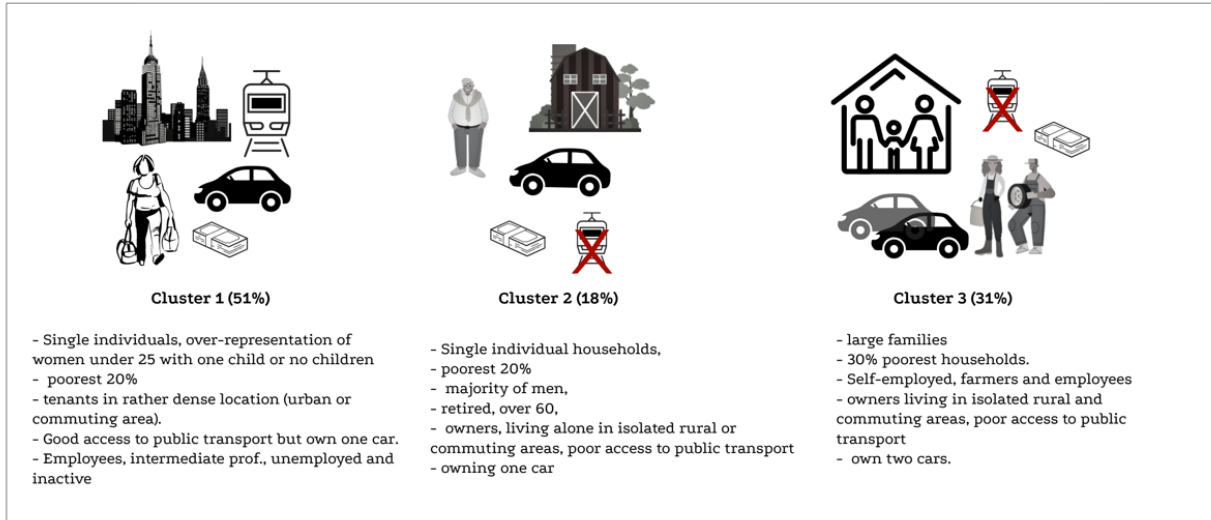 Cluster 1 (51%)
- Single individuals, over-representation of
women under 25 with one child or no children
- poorest 20%
- tenants in rather dense location (urban or
commuting area).
- Good access to public transport but own one car.
- Employees, intermediate prof., unemployed and
inactive
Cluster 2 (18%)
- Single individual households,
- poorest 20%
- majority of men,
- retired, over 60,
- owners, living alone in isolated rural or
commuting areas, poor access to public transport
- owning one car
Cluster 3 (31%)
- large families
- 30% poorest households.
- Self-employed, farmers and employees
- owners living in isolated rural and
commuting areas, poor access to public
transport
- own two cars.